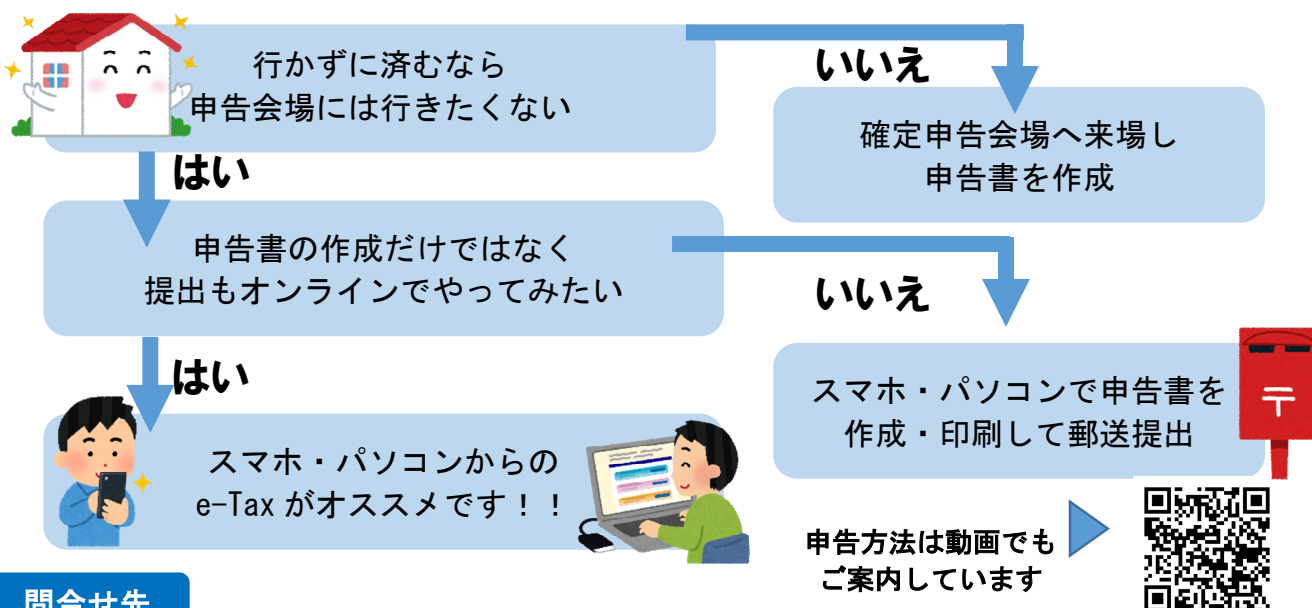 行かずに済むなら
申告会場には行きたくない
いいえ
確定申告会場へ来場し
申告書を作成
はい
申告書の作成だけではなく
提出もオンラインでやってみたい
いいえ
スマホ・パソコンで申告書を
作成・印刷して郵送提出
〒
はい
スマホ・パソコンからの
e-Tax がオススメです！！
申告方法は動画でも
ご案内しています
問合せ先